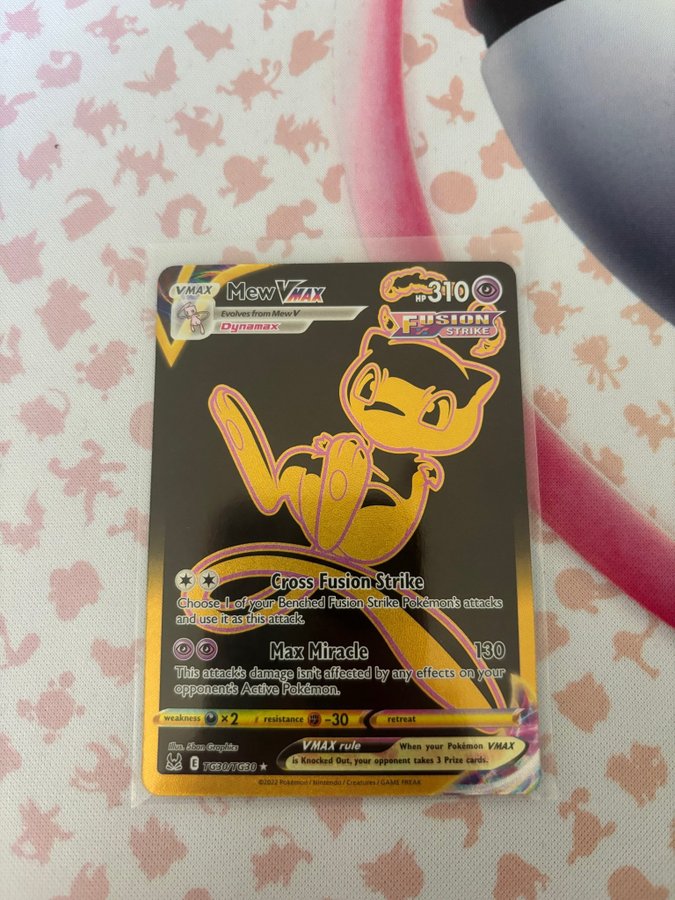 VMAX
Mew VMAX
HP 310
Evolves from Mew V
Dynamax
FUSION
STRIKE
Cross Fusion Strike
Choose 1 of your Benched Fusion Strike Pokémon's attacks
and use it as this attack.
Max Miracle 130
This attack's damage isn't affected by any effects on your
opponent's Active Pokémon.
weakness ×2 resistance -30 retreat
Illus. 5ban Graphics
VMAX rule When your Pokémon VMAX
is Knocked Out, your opponent takes 3 Prize cards.
E TG30/TG30 ★
©2022 Pokémon / Nintendo / Creatures / GAME FREAK